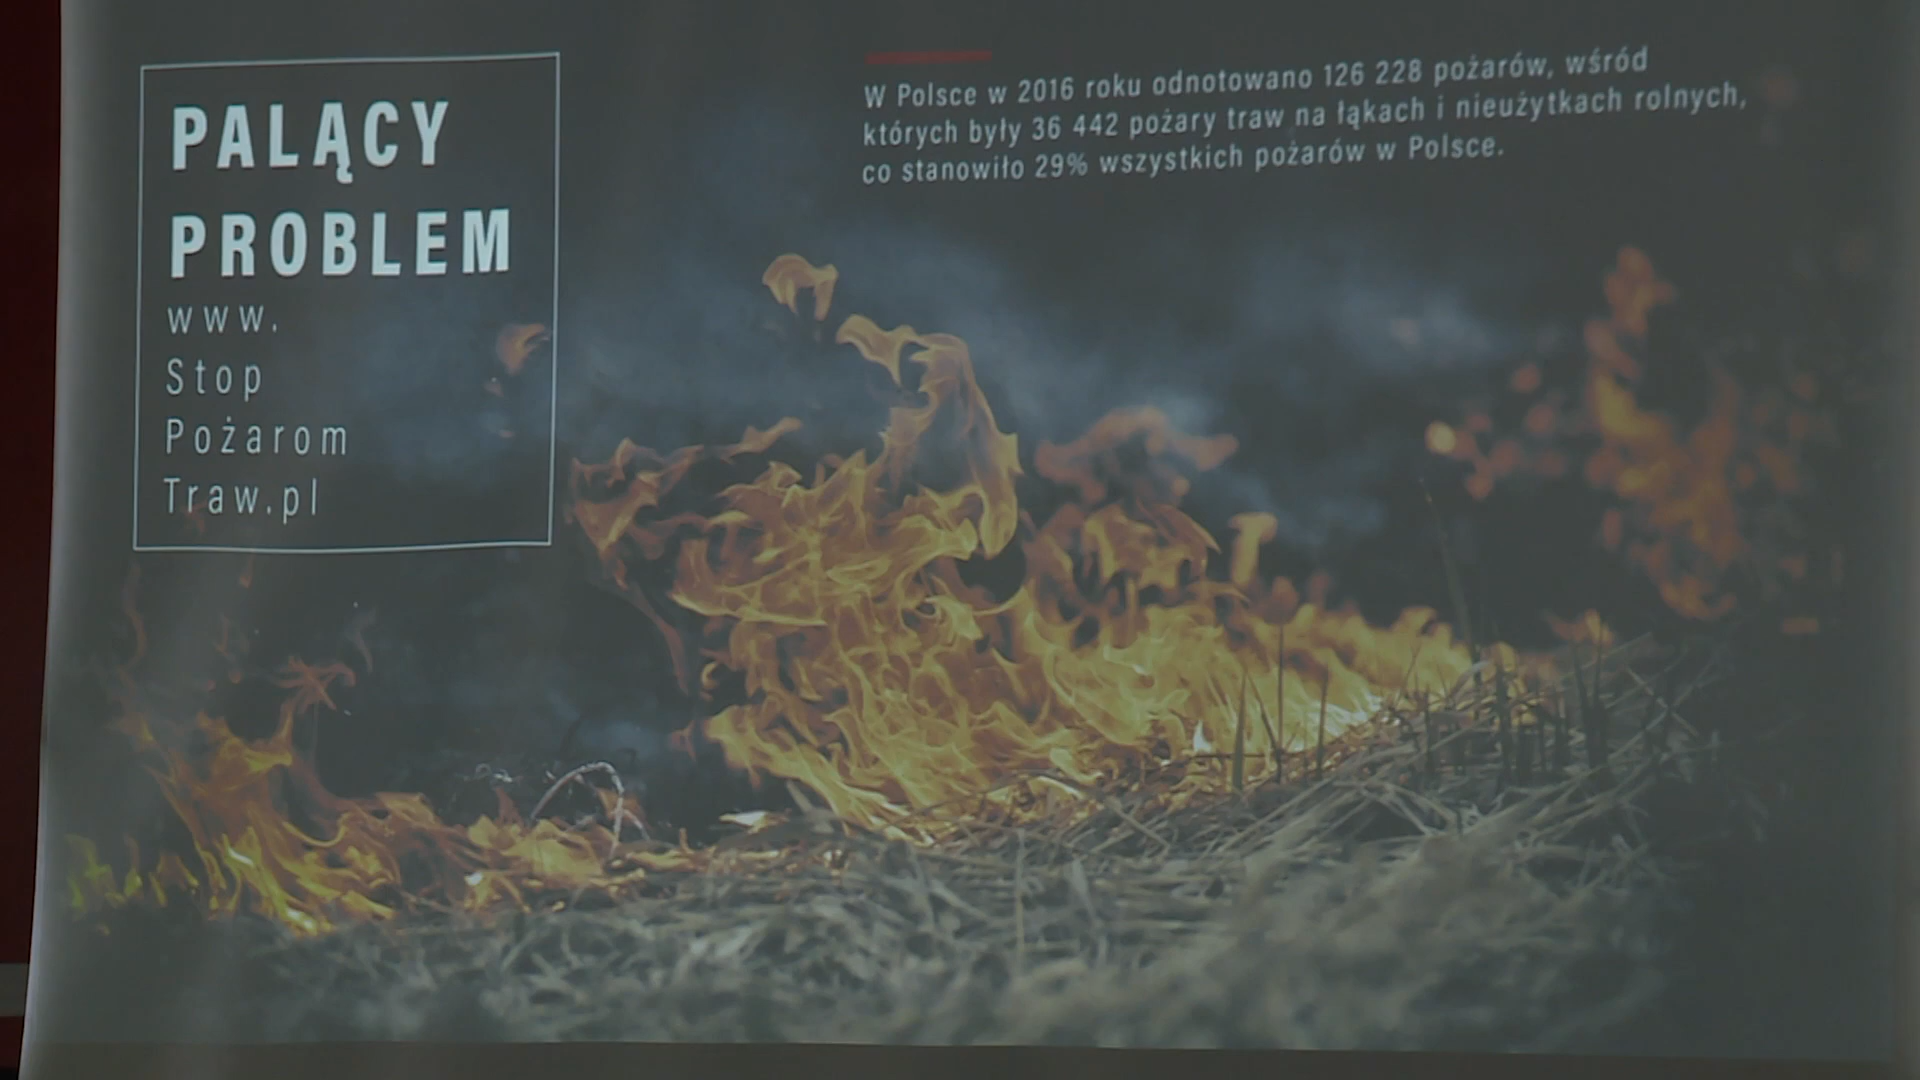 PALĄCY
PROBLEM
www.
Stop
Pożarom
Traw.pl
W Polsce w 2016 roku odnotowano 126 228 pożarów, wśród
których były 36 442 pożary traw na łąkach i nieużytkach rolnych,
co stanowiło 29% wszystkich pożarów w Polsce.